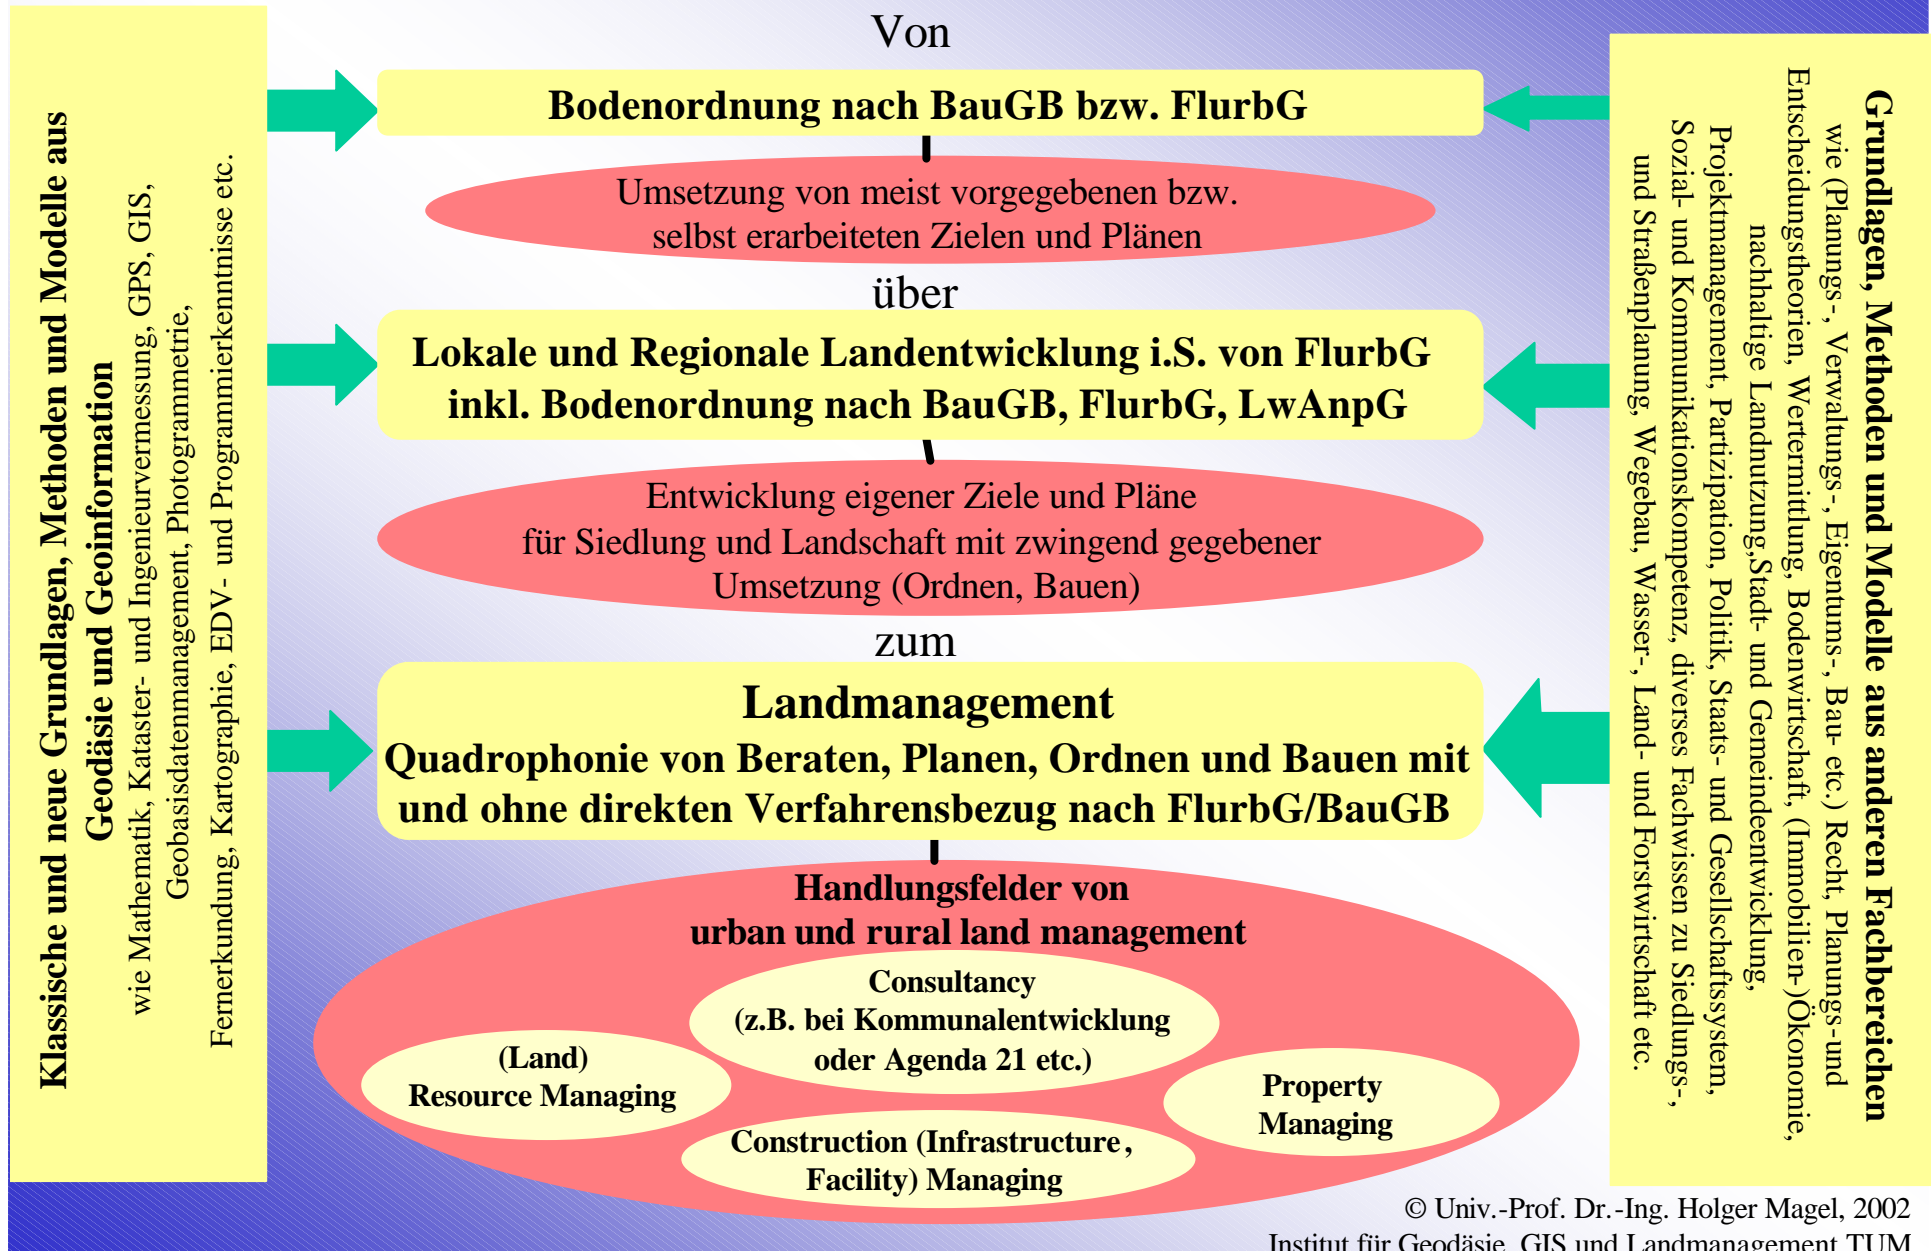 Klassische und neue Grundlagen, Methoden und Modelle aus
Geodäsie und Geoinformation
wie Mathematik, Kataster- und Ingenieurvermessung, GPS, GIS,
Geobasisdatenmanagement, Photogrammetrie,
Fernerkundung, Kartographie, EDV- und Programmierkenntnisse etc.
Von
Bodenordnung nach BauGB bzw. FlurbG
Umsetzung von meist vorgegebenen bzw.
selbst erarbeiteten Zielen und Plänen
über
Lokale und Regionale Landentwicklung i.S. von FlurbG
inkl. Bodenordnung nach BauGB, FlurbG, LwAnpG
Entwicklung eigener Ziele und Pläne
für Siedlung und Landschaft mit zwingend gegebener
Umsetzung (Ordnen, Bauen)
zum
Landmanagement
Quadrophonie von Beraten, Planen, Ordnen und Bauen mit
und ohne direkten Verfahrensbezug nach FlurbG/BauGB
Handlungsfelder von
urban und rural land management
Consultancy
(z.B. bei Kommunalentwicklung
oder Agenda 21 etc.)
(Land)
Resource Managing
Property
Managing
Construction (Infrastructure,
Facility) Managing
Grundlagen, Methoden und Modelle aus anderen Fachbereichen
wie (Planungs-, Verwaltungs-, Eigentums-, Bau- etc.) Recht, Planungs-und
Entscheidungstheorien, Wertermittlung, Bodenwirtschaft, (Immobilien-)Ökonomie,
nachhaltige Landnutzung,Stadt- und Gemeindeentwicklung,
Projektmanagement, Partizipation, Politik, Staats- und Gesellschaftssystem,
Sozial- und Kommunikationskompetenz, diverses Fachwissen zu Siedlungs-,
und Straßenplanung, Wegebau, Wasser-, Land- und Forstwirtschaft etc.
© Univ.-Prof. Dr.-Ing. Holger Magel, 2002
Institut für Geodäsie, GIS und Landmanagement TUM